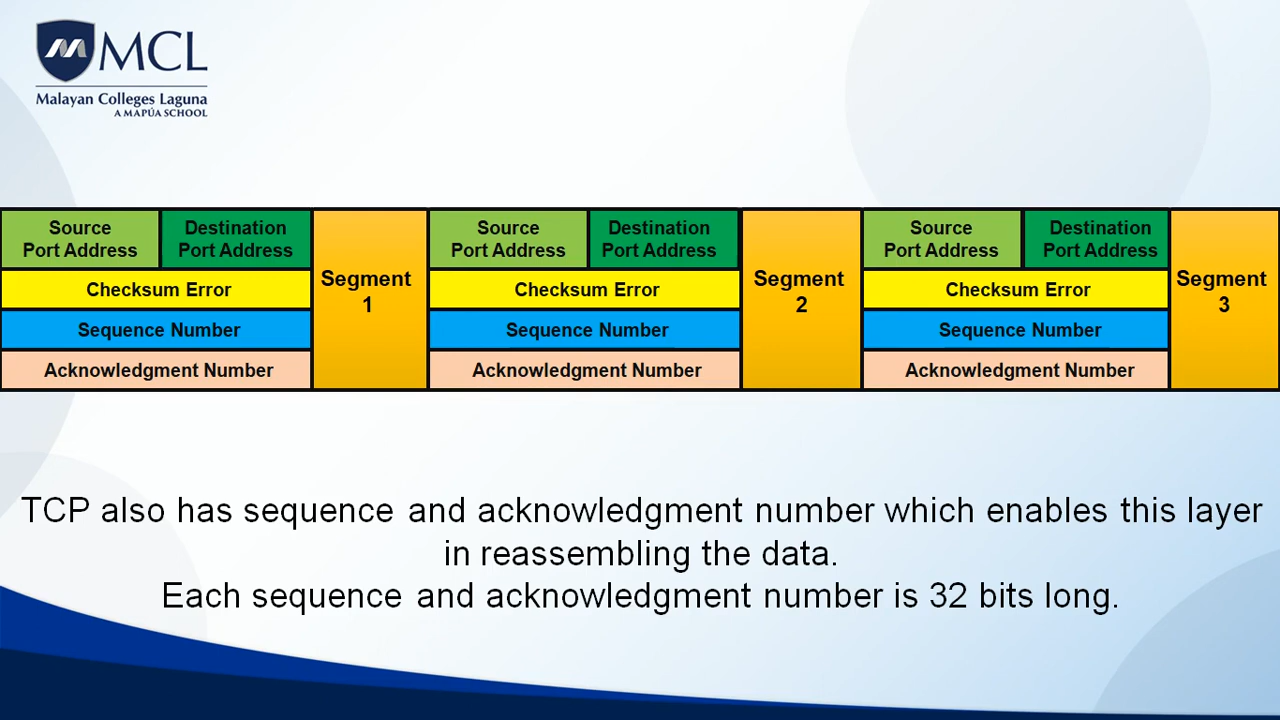 MCL
Malayan Colleges Laguna
A MAPÚA SCHOOL
Source
Port Address
Destination
Port Address
Checksum Error
Sequence Number
Acknowledgment Number
Segment
1
Source
Port Address
Destination
Port Address
Checksum Error
Sequence Number
Acknowledgment Number
Segment
2
Source
Port Address
Destination
Port Address
Checksum Error
Sequence Number
Acknowledgment Number
Segment
3
TCP also has sequence and acknowledgment number which enables this layer
in reassembling the data.
Each sequence and acknowledgment number is 32 bits long.